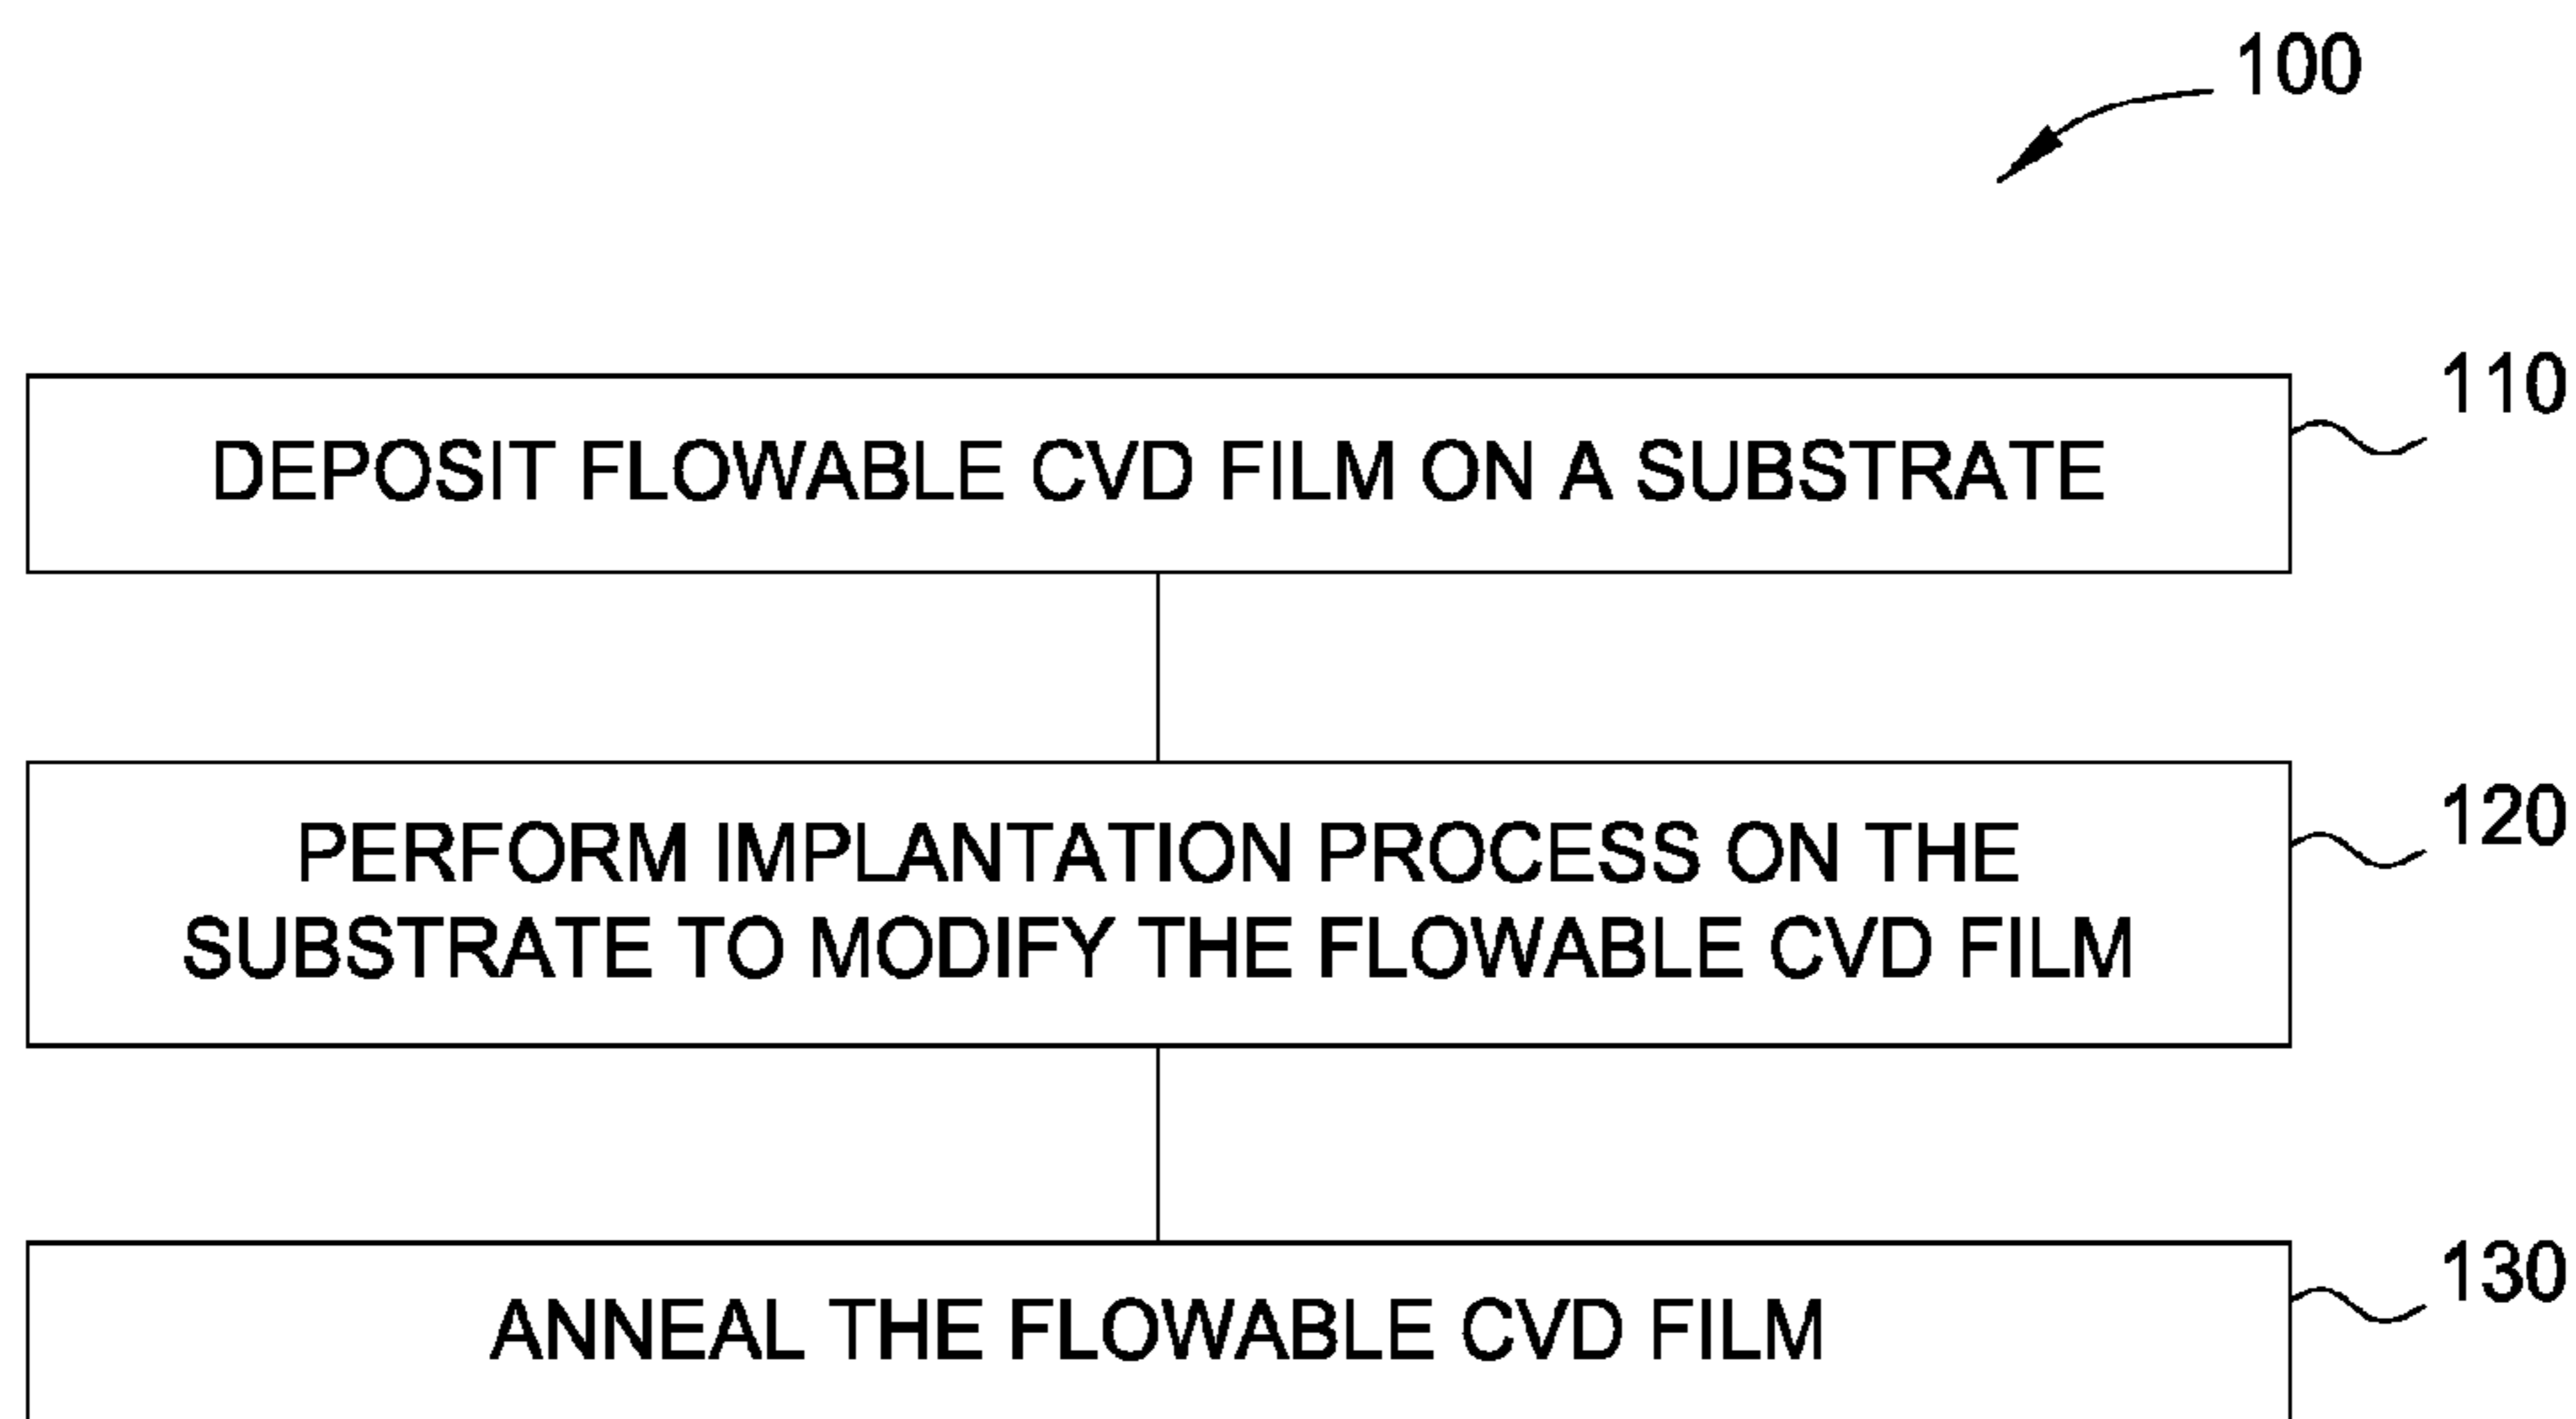 100
110
DEPOSIT FLOWABLE CVD FILM ON A SUBSTRATE
120
PERFORM IMPLANTATION PROCESS ON THE
SUBSTRATE TO MODIFY THE FLOWABLE CVD FILM
130
ANNEAL THE FLOWABLE CVD FILM